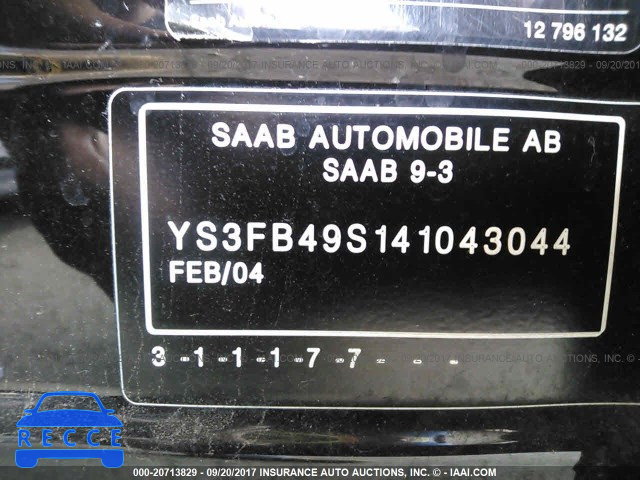 12 796 132
SAAB AUTOMOBILE AB
SAAB 9-3
YS3FB49S141043044
FEB/04
3-1-1-1-7-7- - -
RECCE
000-20713829 - 09/20/2017 INSURANCE AUTO AUCTIONS, INC. - IAAI.COM